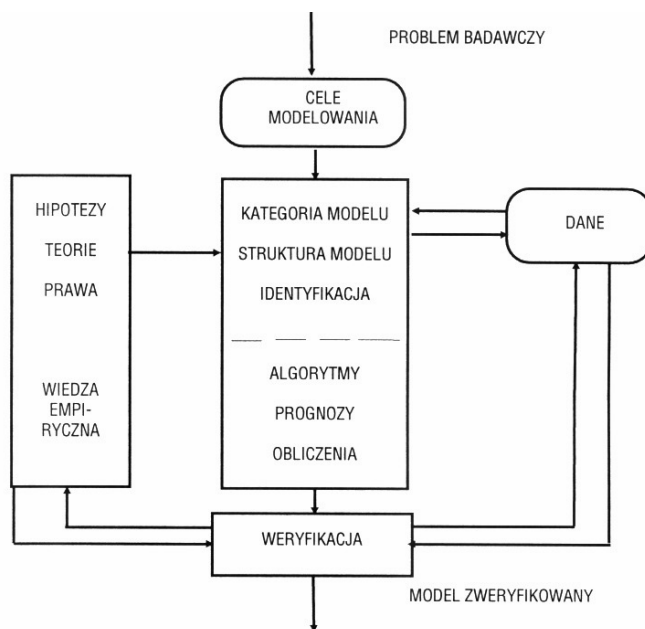 PROBLEM BADAWCZY
CELE
MODELOWANIA
HIPOTEZY
TEORIE
PRAWA
WIEDZA
EMPI-
RYCZNA
KATEGORIA MODELU
STRUKTURA MODELU
IDENTYFIKACJA
ALGORYTMY
PROGNOZY
OBLICZENIA
DANE
WERYFIKACJA
MODEL ZWERYFIKOWANY